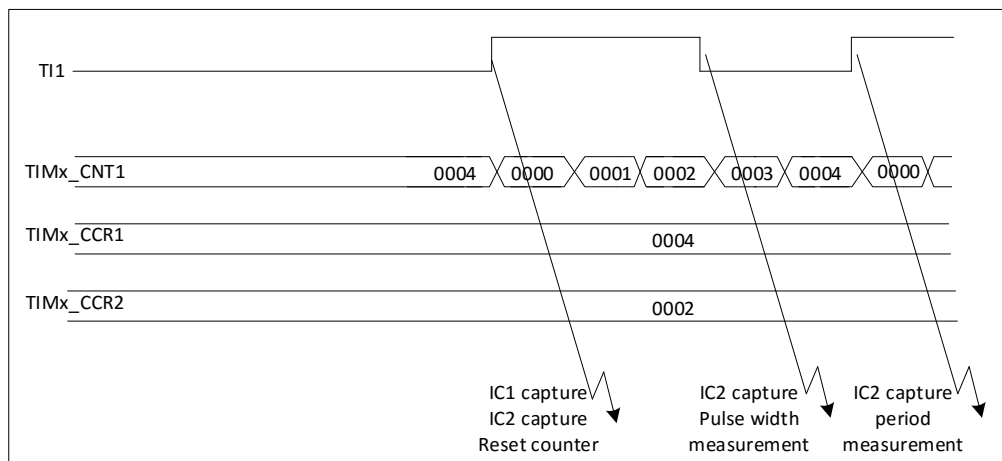 TI1
TIMx_CNT1
0004 0000 0001 0002 0003 0004 0000
TIMx_CCR1
0004
TIMx_CCR2
0002
IC1 capture
IC2 capture
Reset counter
IC2 capture
Pulse width
measurement
IC2 capture
period
measurement